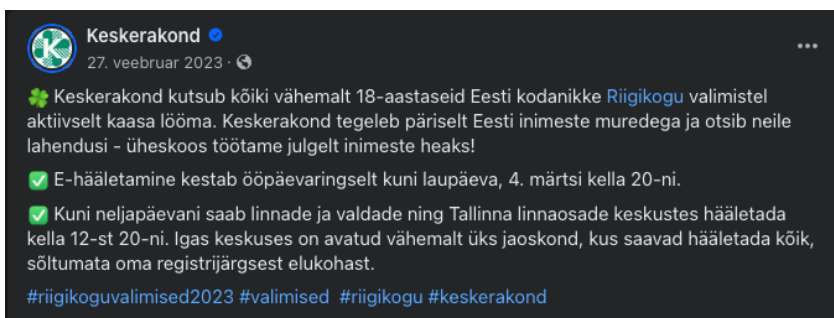 Keskerakond
27. veebruar 2023 ·
🍀 Keskerakond kutsub kõiki vähemalt 18-aastaseid Eesti kodanikke Riigikogu valimistel
aktiivselt kaasa lööma. Keskerakond tegeleb päriselt Eesti inimeste muredega ja otsib neile
lahendusi - üheskoos töötame julgelt inimeste heaks!
✅ E-hääletamine kestab ööpäevaringselt kuni laupäeva, 4. märtsi kella 20-ni.
✅ Kuni neljapäevani saab linnade ja valdade ning Tallinna linnaosade keskustes hääletada
kella 12-st 20-ni. Igas keskuses on avatud vähemalt üks jaoskond, kus saavad hääletada kõik,
sõltumata oma registrijärgsest elukohast.
#riigikoguvalimised2023 #valimised #riigikogu #keskerakond